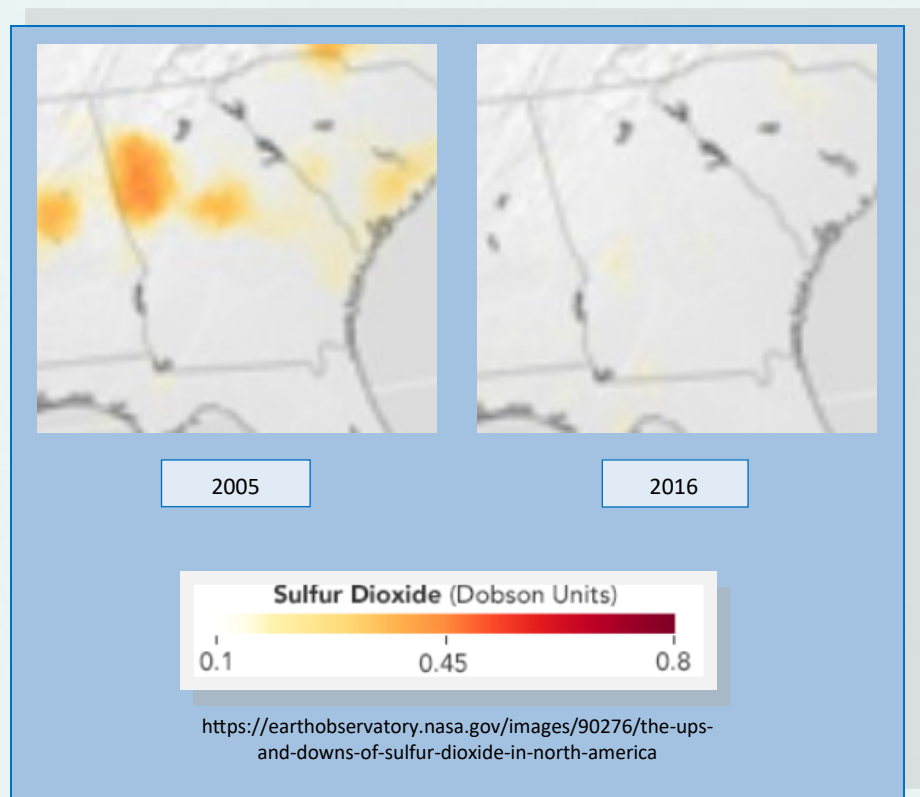 2005
2016
Sulfur Dioxide (Dobson Units)
0.1 0.45 0.8
https://earthobservatory.nasa.gov/images/90276/the-ups-
and-downs-of-sulfur-dioxide-in-north-america